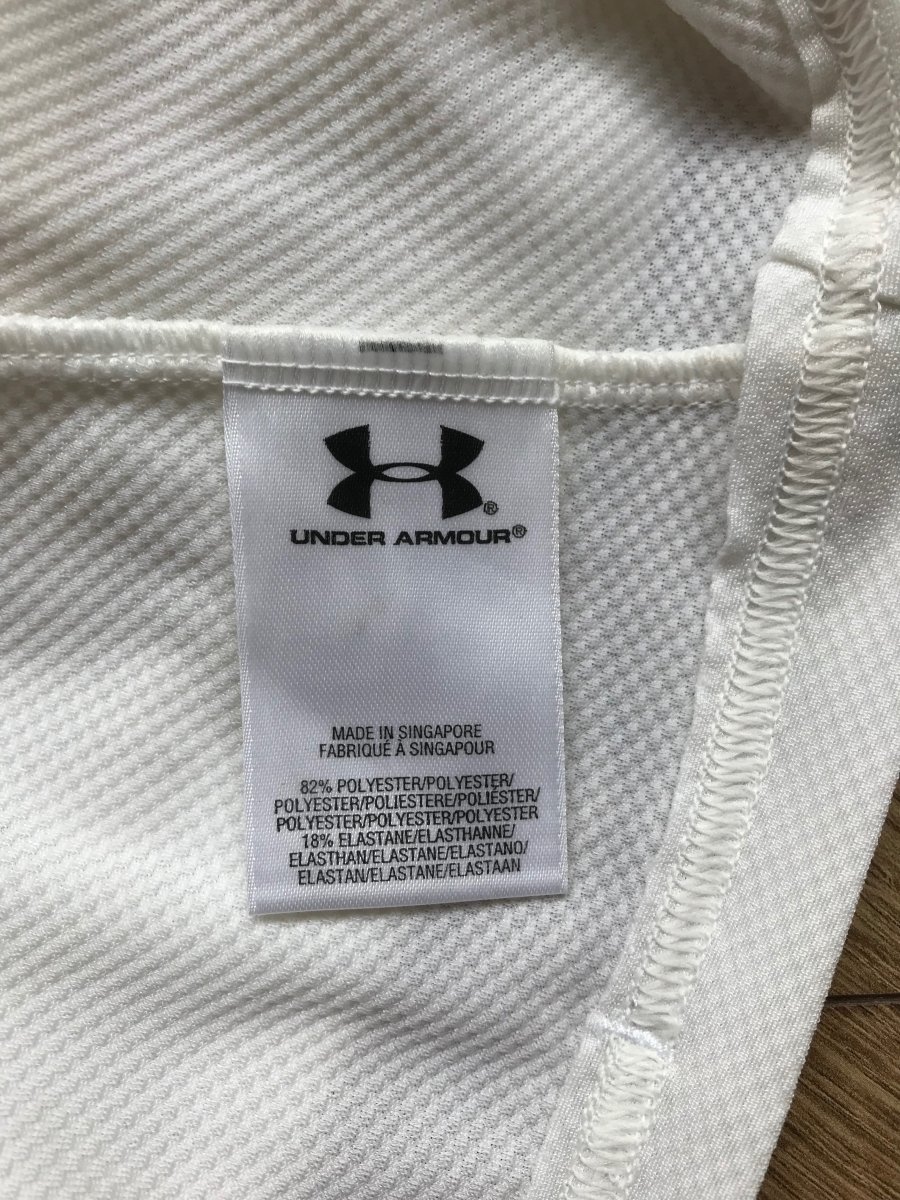 ®
UNDER ARMOUR®
MADE IN SINGAPORE
FABRIQUÉ À SINGAPOUR
82% POLYESTER/POLYESTER/
POLYESTER/POLIESTERE/POLIÉSTER/
POLYESTER/POLYESTER/POLYESTER
18% ELASTANE/ELASTHANNE/
ELASTHAN/ELASTANE/ELASTANO/
ELASTAN/ELASTANE/ELASTAAN